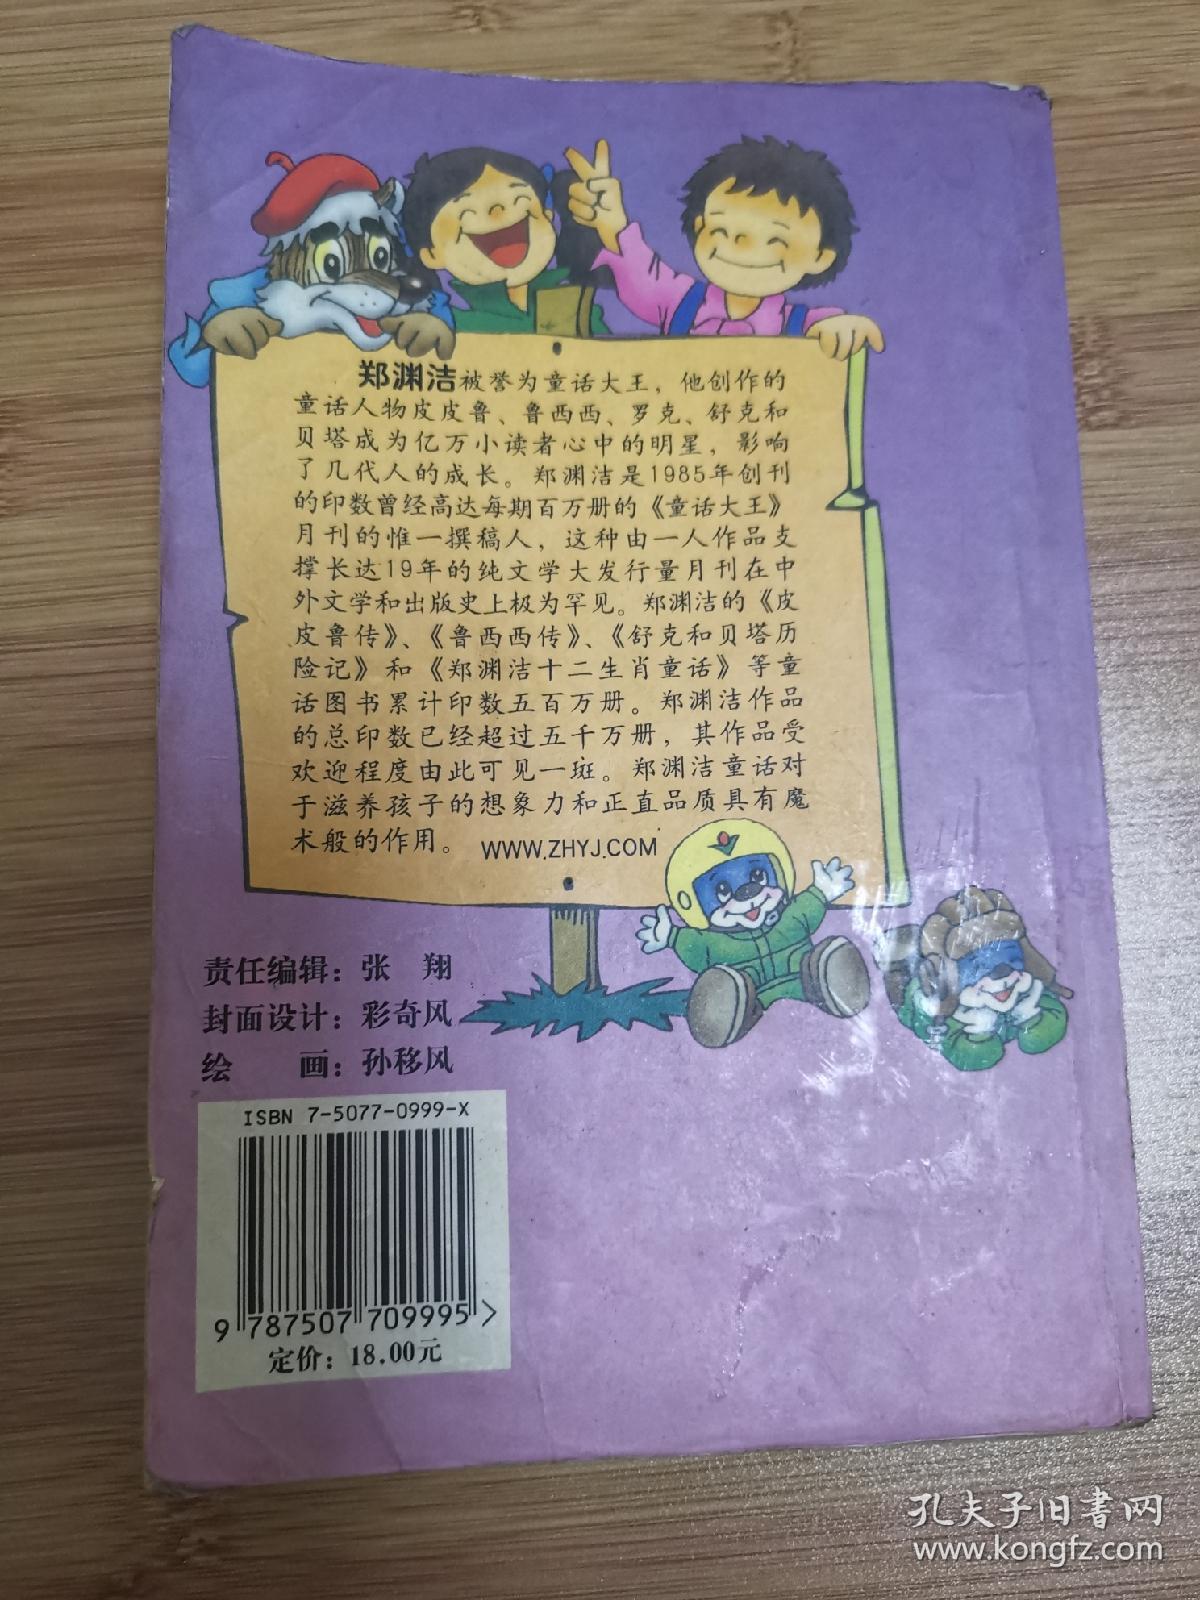 郑渊洁被誉为童话大王，他创作的
童话人物皮皮鲁、鲁西西、罗克、舒克和
贝塔成为亿万小读者心中的明星，影响
了几代人的成长。郑渊洁是1985年创刊
的印数曾经高达每期百万册的《童话大王》
月刊的惟一撰稿人，这种由一人作品支
撑长达19年的纯文学大发行量月刊在中
外文学和出版史上极为罕见。郑渊洁的《皮
皮鲁传》、《鲁西西传》、《舒克和贝塔历
险记》和《郑渊洁十二生肖童话》等童
话图书累计印数五百万册。郑渊洁作品
的总印数已经超过五千万册，其作品受
欢迎程度由此可见一斑。郑渊洁童话对
于滋养孩子的想象力和正直品质具有魔
术般的作用。 WWW.ZHYJ.COM
责任编辑：张 翔
封面设计：彩奇风
绘 画：孙移风
ISBN 7-5077-0999-X
9 787507 709995 >
定价：18.00元
孔夫子旧书网
www.kongfz.com